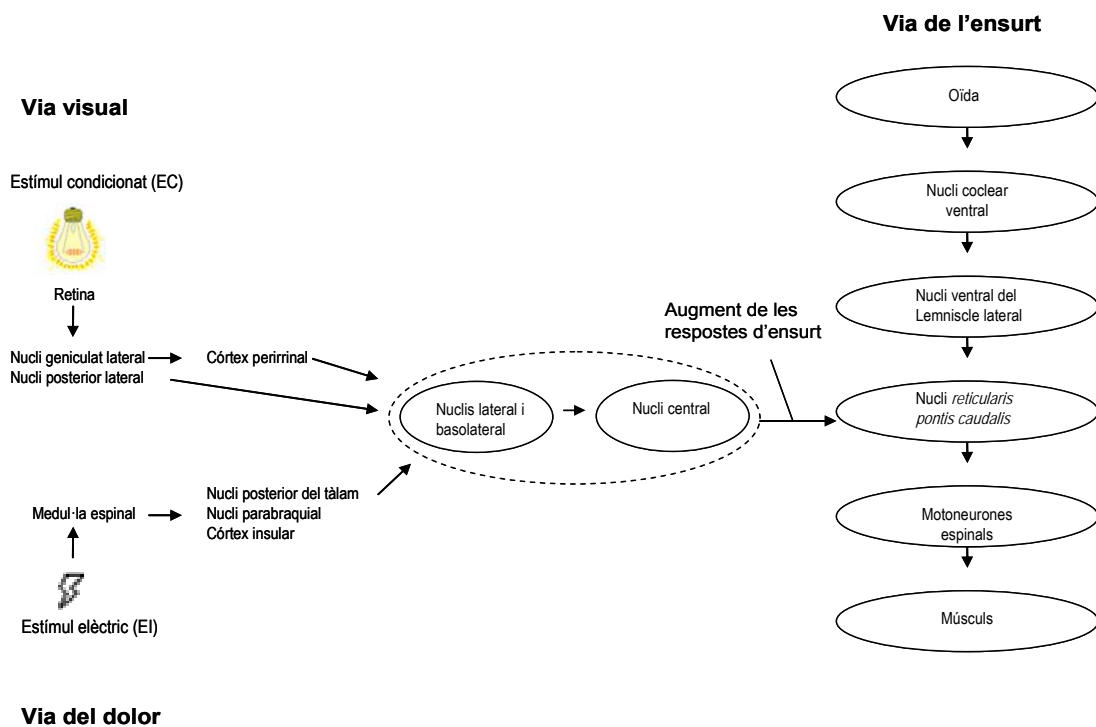 Via de l'ensurt
Via visual
Oïda
Estímul condicionat (EC)
Nucli coclear
ventral
Retina
Nucli ventral del
Lemniscle lateral
Augment de les
respostes d'ensurt
Nucli geniculat lateral
Nucli posterior lateral
Córtex perirrinal
Nuclis lateral i
basolateral
Nucli central
Nucli reticularis
pontis caudalis
Nucli posterior del tàlam
Nucli parabraquial
Córtex insular
Medul·la espinal
Motoneurones
espinals
Estímul elèctric (EI)
Músculs
Via del dolor